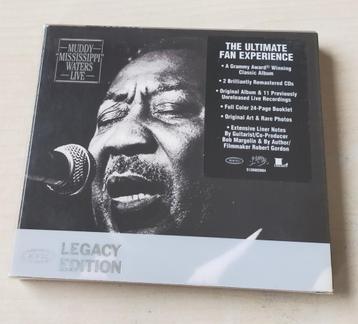 MUDDY
"MISSISSIPPI"
WATERS
LIVE
THE ULTIMATE
FAN EXPERIENCE
• A Grammy Award® Winning
Classic Album
• 2 Brilliantly Remastered CDs
• Original Album & 11 Previously
Unreleased Live Recordings
• Full Color 24-Page Booklet
• Original Art & Rare Photos
• Extensive Liner Notes
By Guitarist/Co-Producer
Bob Margolin & By Author/
Filmmaker Robert Gordon
LEGACY
EDITION